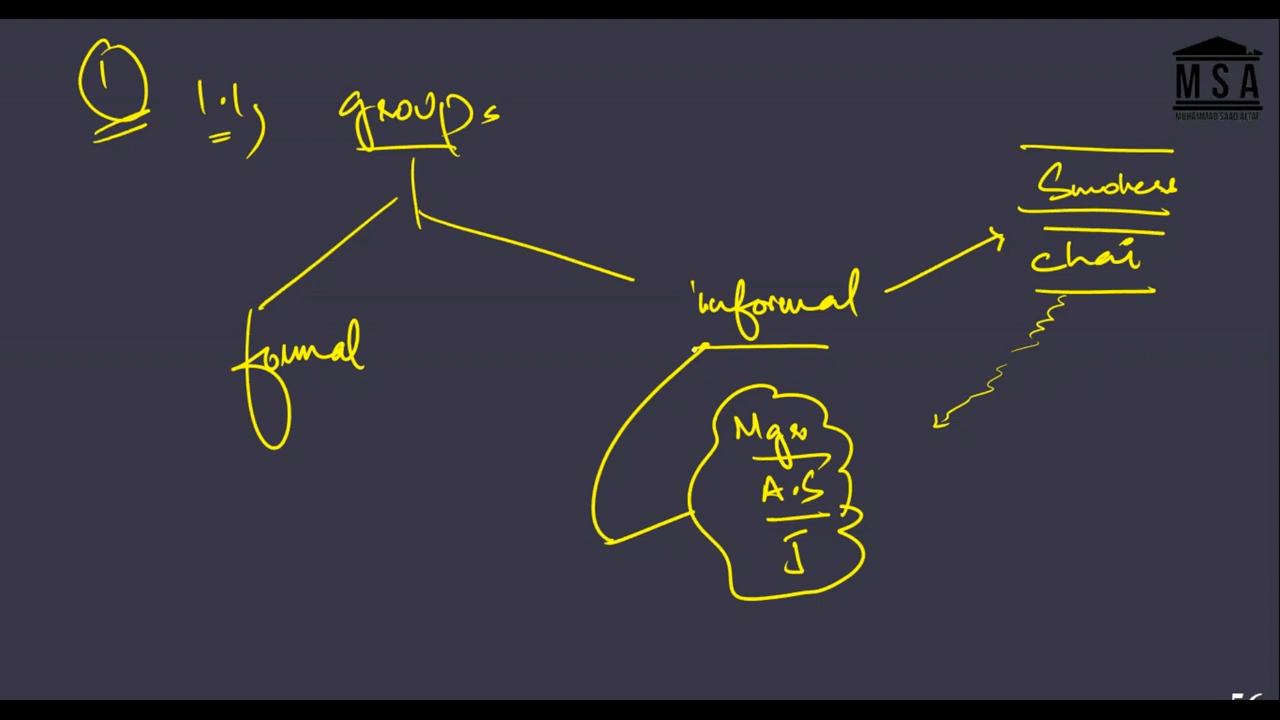 1
1.1,
groups
MSA
MUHAMMAD SAAD ALTAF
Smokers
chai
informal
formal
Mgr
A.S
J